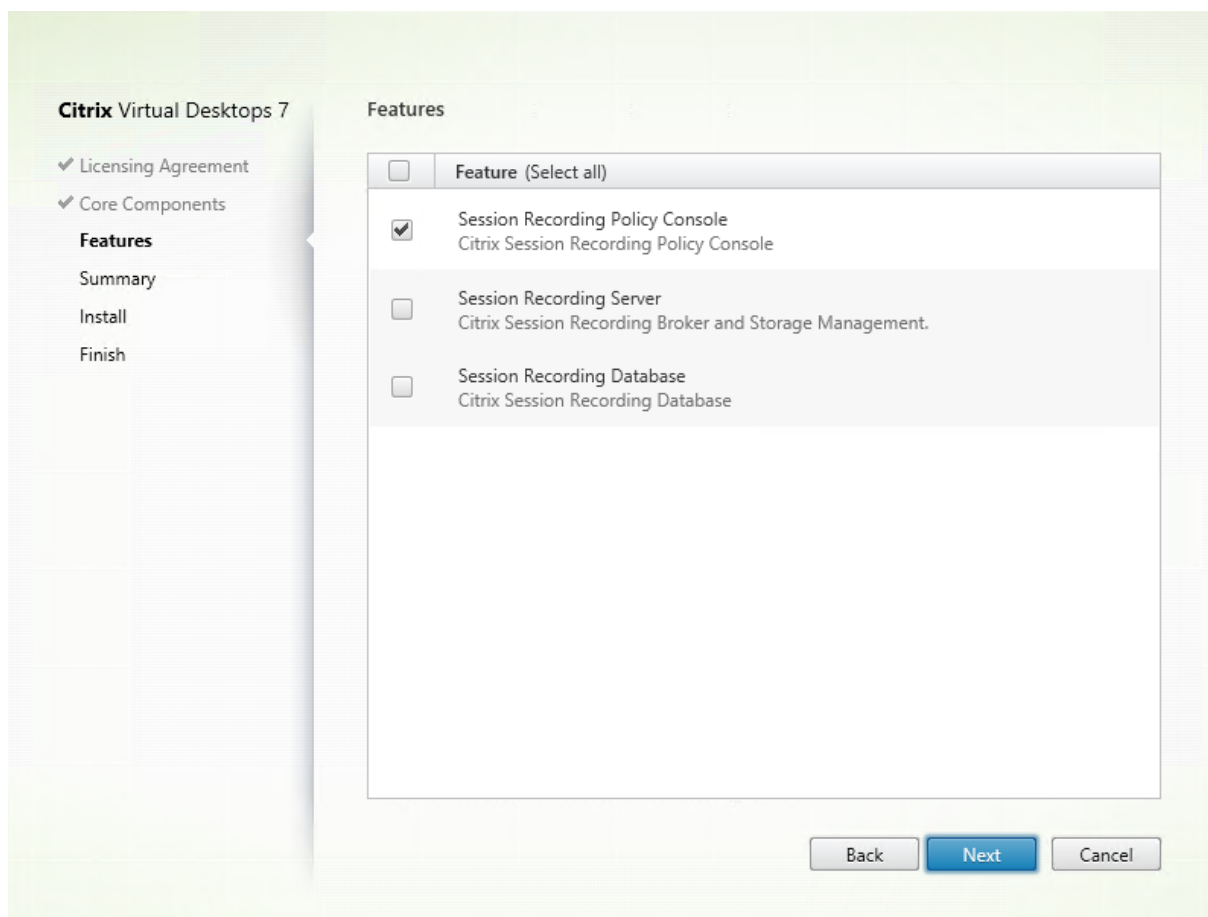 Citrix Virtual Desktops 7
Licensing Agreement
Core Components
Features
Summary
Install
Finish
Features
Feature (Select all)
Session Recording Policy Console
Citrix Session Recording Policy Console
Session Recording Server
Citrix Session Recording Broker and Storage Management.
Session Recording Database
Citrix Session Recording Database
Back Next Cancel